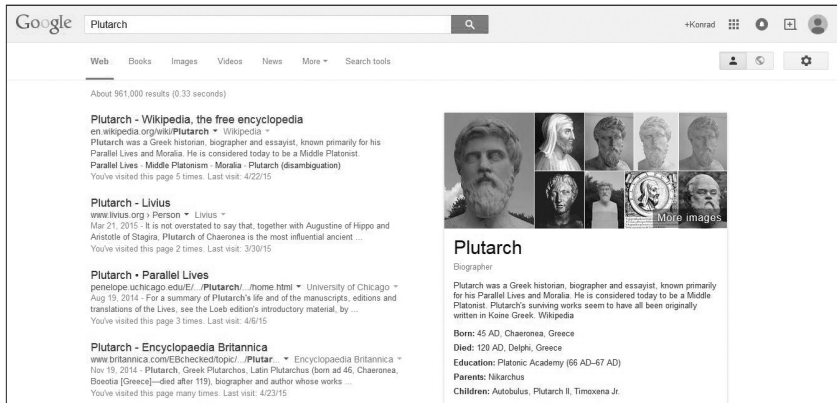 Google
Plutarch
+Konrad
Web Books Images Videos News More Search tools
About 961,000 results (0.33 seconds)
Plutarch - Wikipedia, the free encyclopedia
en.wikipedia.org/wiki/Plutarch Wikipedia
Plutarch was a Greek historian, biographer and essayist, known primarily for his
Parallel Lives and Moralia. He is considered today to be a Middle Platonist.
Parallel Lives - Middle Platonism - Moralia - Plutarch (disambiguation)
You've visited this page 5 times. Last visit: 4/22/15
Plutarch - Livius
www.livius.org › Person Livius
Mar 21, 2015 - It is not overstated to say that, together with Augustine of Hippo and
Aristotle of Stagira, Plutarch of Chaeronea is the most influential ancient ...
You've visited this page 2 times. Last visit: 3/30/15
Plutarch • Parallel Lives
penelope.uchicago.edu/E/.../Plutarch/.../home.html University of Chicago
Aug 19, 2014 - For a summary of Plutarch's life and of the manuscripts, editions and
translations of the Lives, see the Loeb edition's introductory material, by ...
You've visited this page 3 times. Last visit: 4/6/15
Plutarch - Encyclopaedia Britannica
www.britannica.com/EBchecked/topic/.../Plutar... Encyclopaedia Britannica
Nov 19, 2014 - Plutarch, Greek Plutarchos, Latin Plutarchus (born ad 46, Chaeronea,
Boeotia [Greece]—died after 119), biographer and author whose works ...
You've visited this page many times. Last visit: 4/23/15
More images
Plutarch
Biographer
Plutarch was a Greek historian, biographer and essayist, known primarily
for his Parallel Lives and Moralia. He is considered today to be a Middle
Platonist. Plutarch's surviving works seem to have all been originally
written in Koine Greek. Wikipedia
Born: 45 AD, Chaeronea, Greece
Died: 120 AD, Delphi, Greece
Education: Platonic Academy (66 AD–67 AD)
Parents: Nikarchus
Children: Autobulus, Plutarch II, Timoxena Jr.